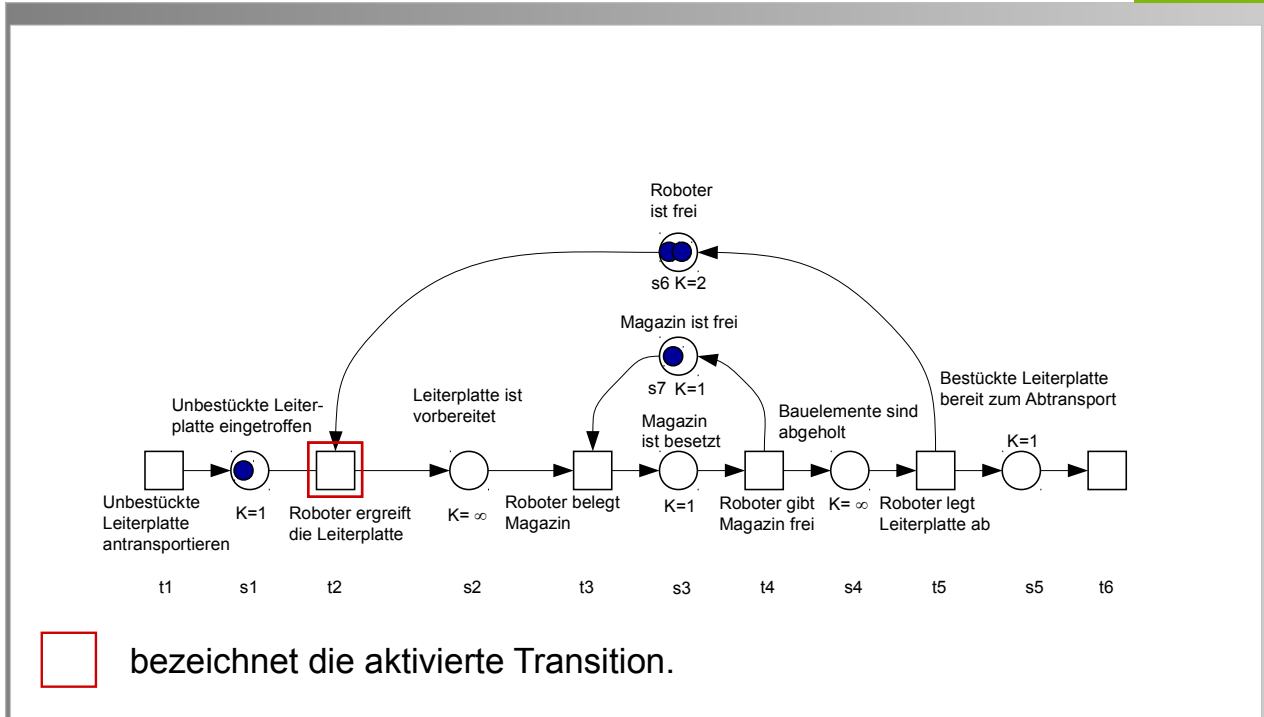 Roboter
ist frei
s6 K=2
Magazin ist frei
s7 K=1
Bestückte Leiterplatte
bereit zum Abtransport
Leiterplatte ist
vorbereitet
Unbestückte Leiter-
platte eingetroffen
Bauelemente sind
abgeholt
Magazin
ist besetzt
K=1
Unbestückte
Leiterplatte
antransportieren
K=1
Roboter ergreift
die Leiterplatte
K= ∞
Roboter belegt
Magazin
K=1
Roboter gibt
Magazin frei
K= ∞
Roboter legt
Leiterplatte ab
t1 s1 t2 s2 t3 s3 t4 s4 t5 s5 t6
bezeichnet die aktivierte Transition.